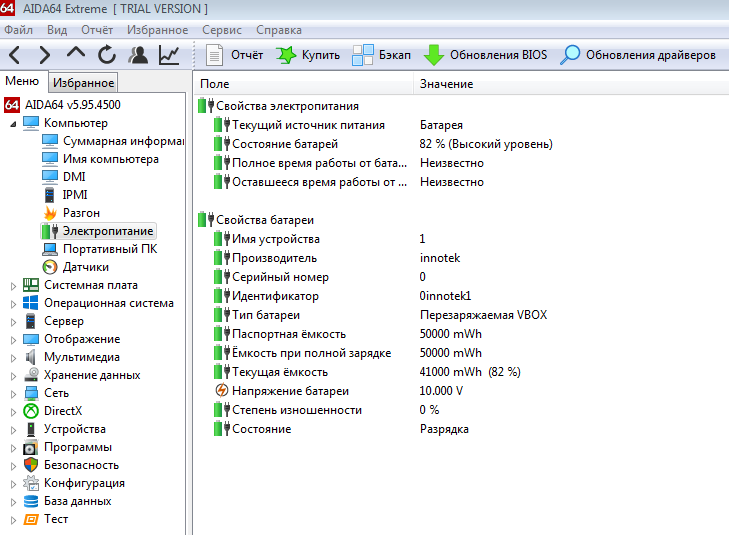 64 AIDA64 Extreme [ TRIAL VERSION ]
Файл Вид Отчёт Избранное Сервис Справка
Отчёт Купить Бэкап Обновления BIOS Обновления драйверов
Меню Избранное
Поле Значение
64 AIDA64 v5.95.4500
Компьютер
Суммарная информаı
Имя компьютера
DMI
IPMI
Разгон
Электропитание
Портативный ПК
Датчики
Системная плата
Операционная система
Сервер
Отображение
Мультимедиа
Хранение данных
Сеть
DirectX
Устройства
Программы
Безопасность
Конфигурация
База данных
Тест
Свойства электропитания
Текущий источник питания Батарея
Состояние батарей 82 % (Высокий уровень)
Полное время работы от бата... Неизвестно
Оставшееся время работы от ... Неизвестно
Свойства батареи
Имя устройства 1
Производитель innotek
Серийный номер 0
Идентификатор 0innotek1
Тип батареи Перезаряжаемая VBOX
Паспортная ёмкость 50000 mWh
Ёмкость при полной зарядке 50000 mWh
Текущая ёмкость 41000 mWh (82 %)
Напряжение батареи 10.000 V
Степень изношенности 0 %
Состояние Разрядка